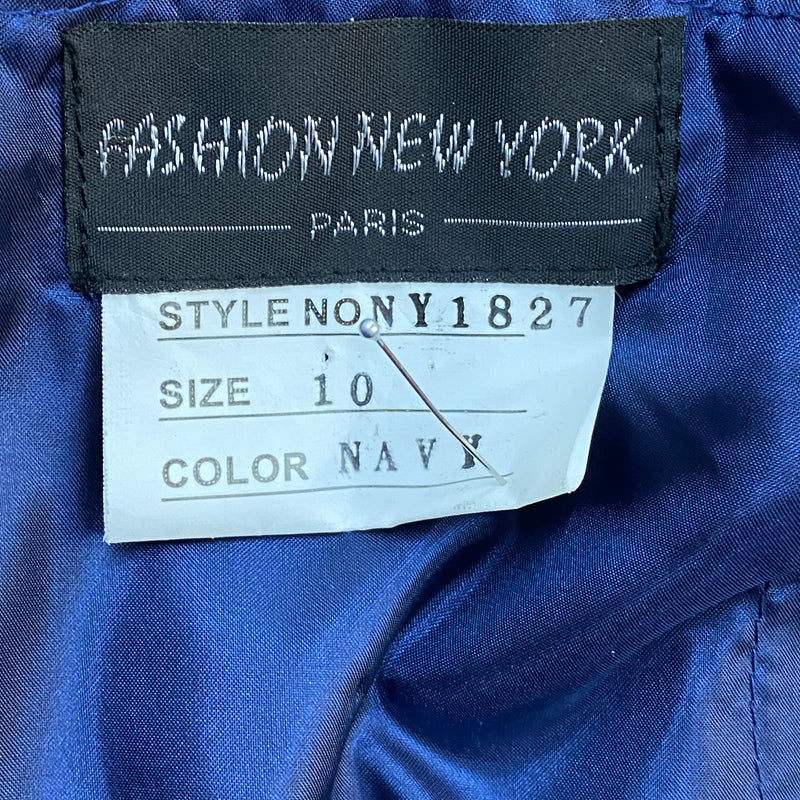 FASHION NEW YORK
PARIS
STYLE NO NY1827
SIZE 10
COLOR NAVY